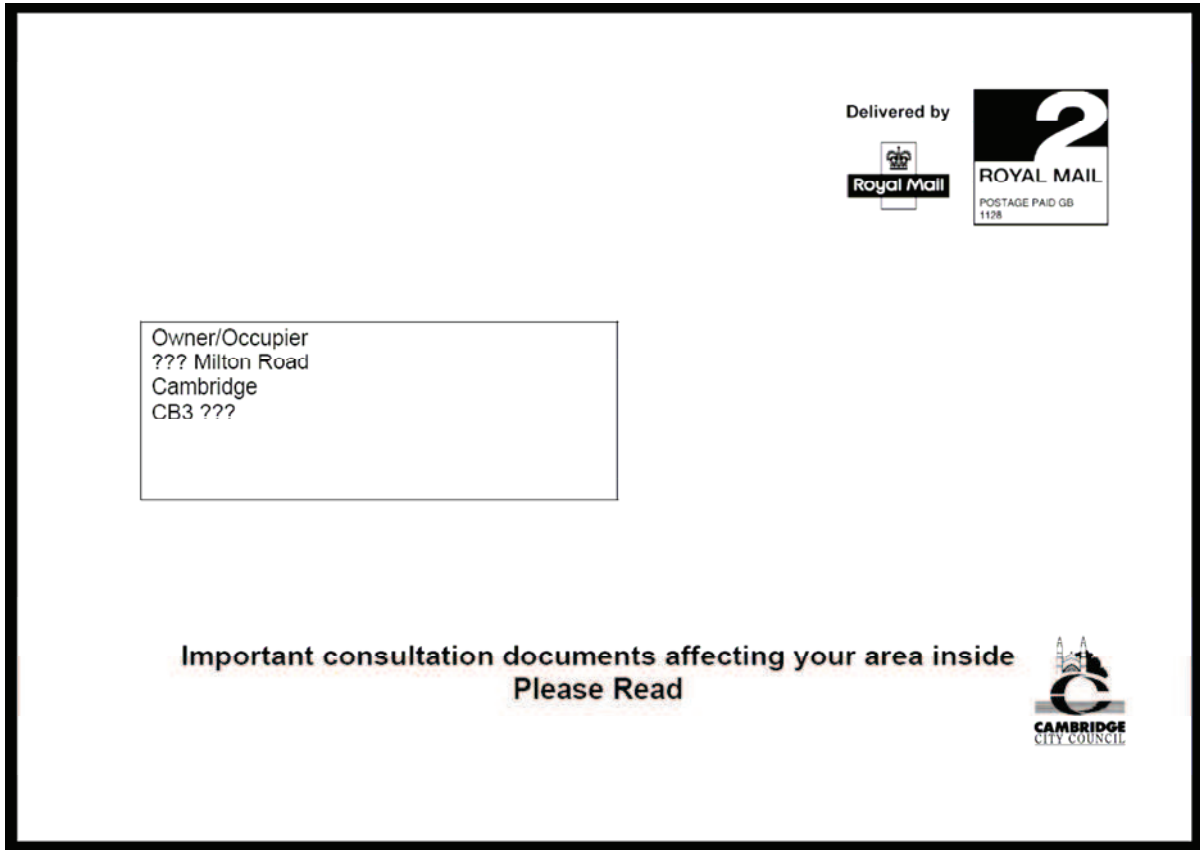 Delivered by
Royal Mail
2
ROYAL MAIL
POSTAGE PAID GB
1128
Owner/Occupier
??? Milton Road
Cambridge
CB3 ???
Important consultation documents affecting your area inside
Please Read
CAMBRIDGE
CITY COUNCIL